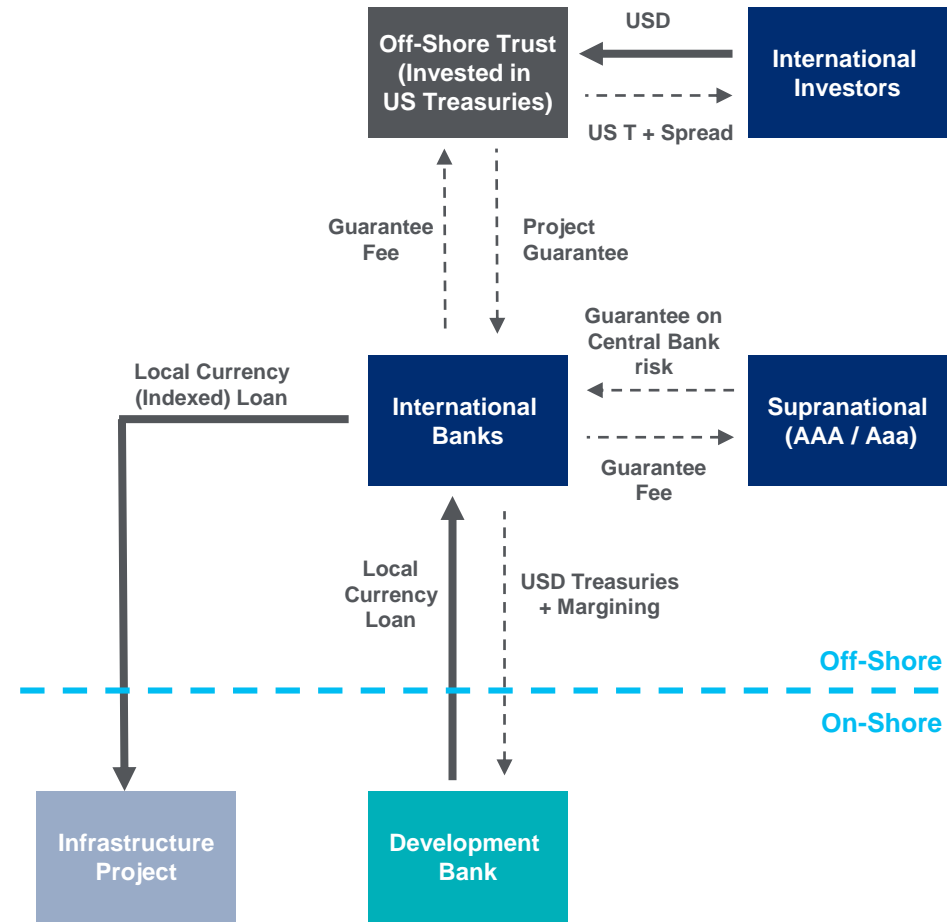 Off-Shore Trust
(Invested in
US Treasuries)
USD
US T + Spread
International
Investors
Guarantee
Fee
Project
Guarantee
Guarantee on
Central Bank
risk
Local Currency
(Indexed) Loan
International
Banks
Supranational
(AAA / Aaa)
Guarantee
Fee
Local
Currency
Loan
USD Treasuries
+ Margining
Off-Shore
On-Shore
Infrastructure
Project
Development
Bank